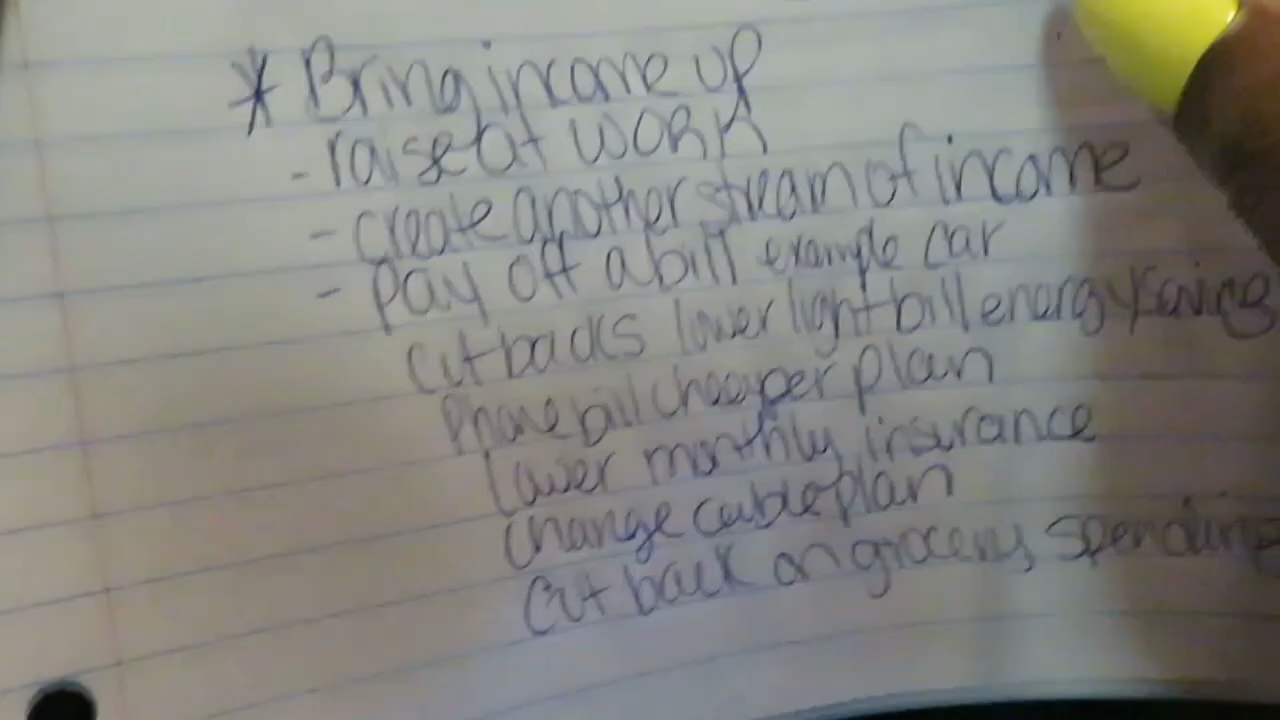 * Bring income up
- raise at work
- create another stream of income
- pay off a bill example car
cut backs lower light bill energy saving
Phone bill cheaper plan
lower monthly insurance
change cable plan
Cut back on grocery spending